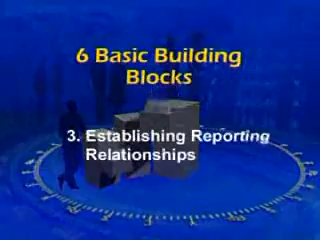 6 Basic Building
Blocks
3. Establishing Reporting
Relationships